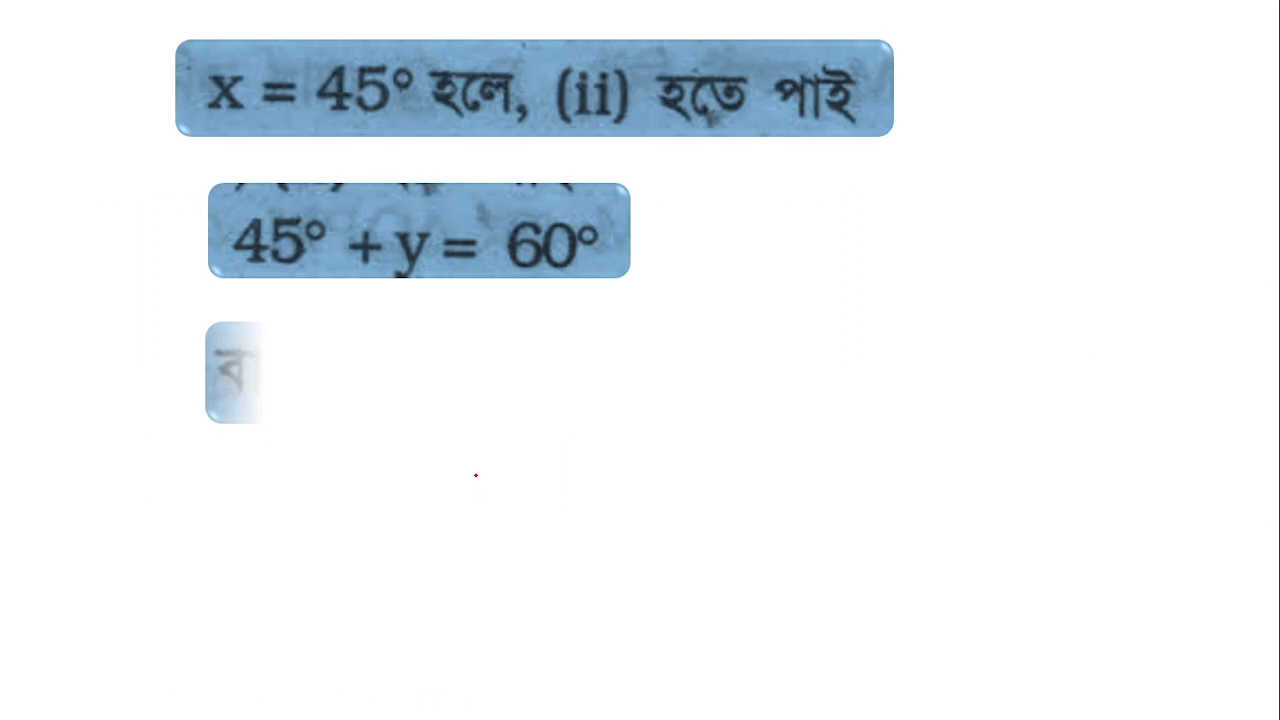 x = 45° হলে, (ii) হতে পাই
45° + y = 60°